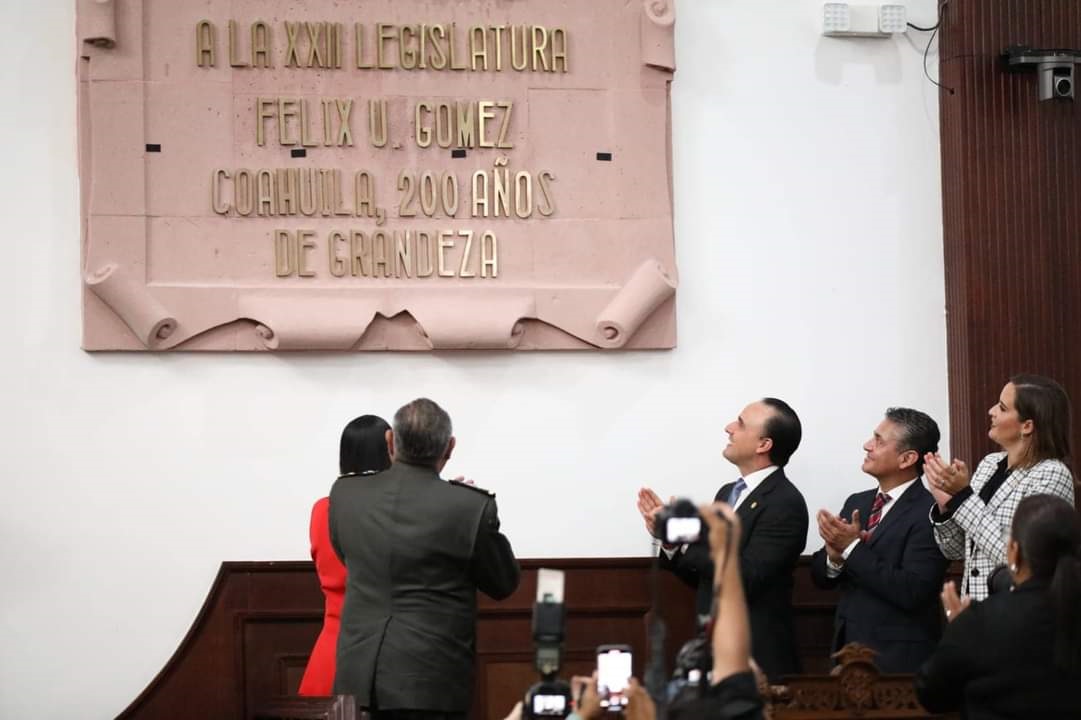 A LA XXII LEGISLATURA
FELIX U. GOMEZ
COAHUILA, 200 AÑOS
DE GRANDEZA